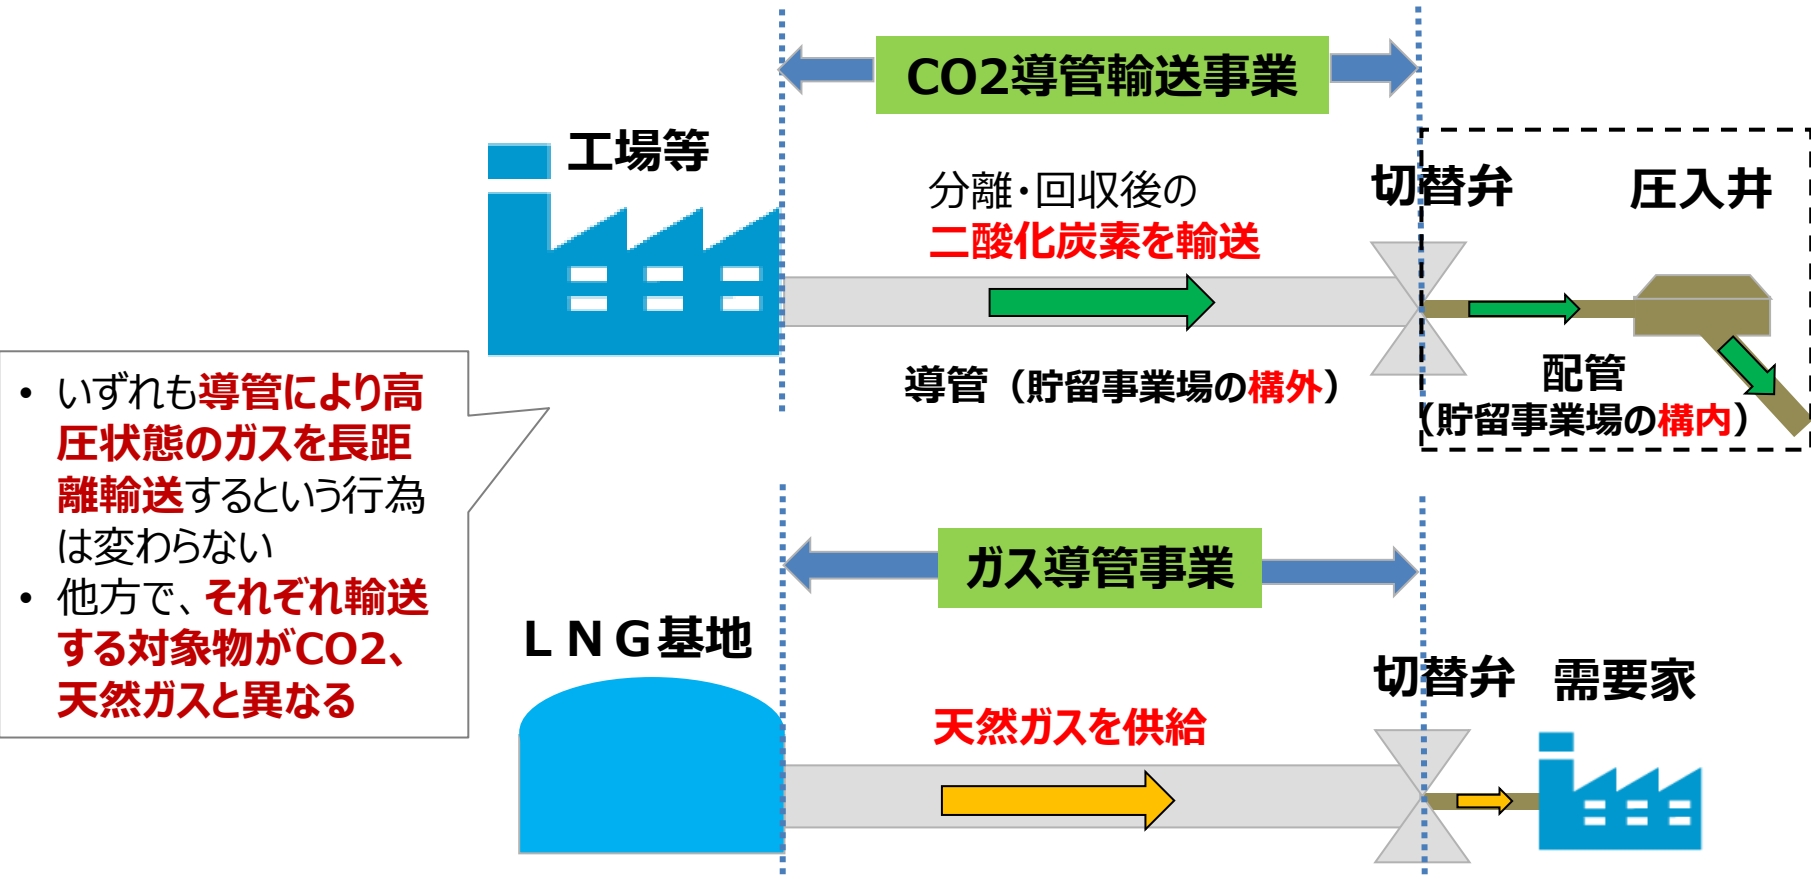 CO2導管輸送事業
工場等
分離・回収後の
二酸化炭素を輸送
切替弁
圧入井
導管（貯留事業場の構外）
配管
（貯留事業場の構内）
• いずれも導管により高
圧状態のガスを長距
離輸送するという行為
は変わらない
• 他方で、それぞれ輸送
する対象物がCO2、
天然ガスと異なる
ガス導管事業
ＬＮＧ基地
天然ガスを供給
切替弁
需要家